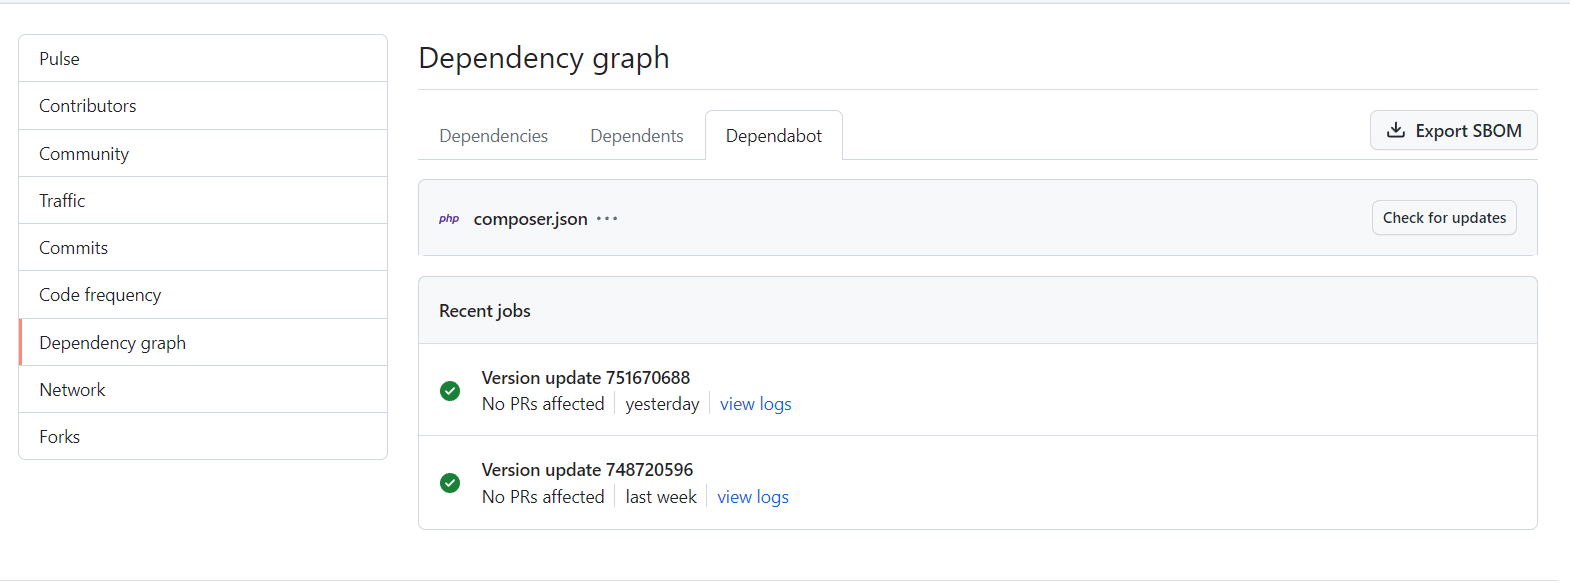 Pulse
Contributors
Community
Traffic
Commits
Code frequency
Dependency graph
Network
Forks
Dependency graph
Dependencies
Dependents
Dependabot
Export SBOM
php composer.json ···
Check for updates
Recent jobs
Version update 751670688
No PRs affected yesterday view logs
Version update 748720596
No PRs affected last week view logs